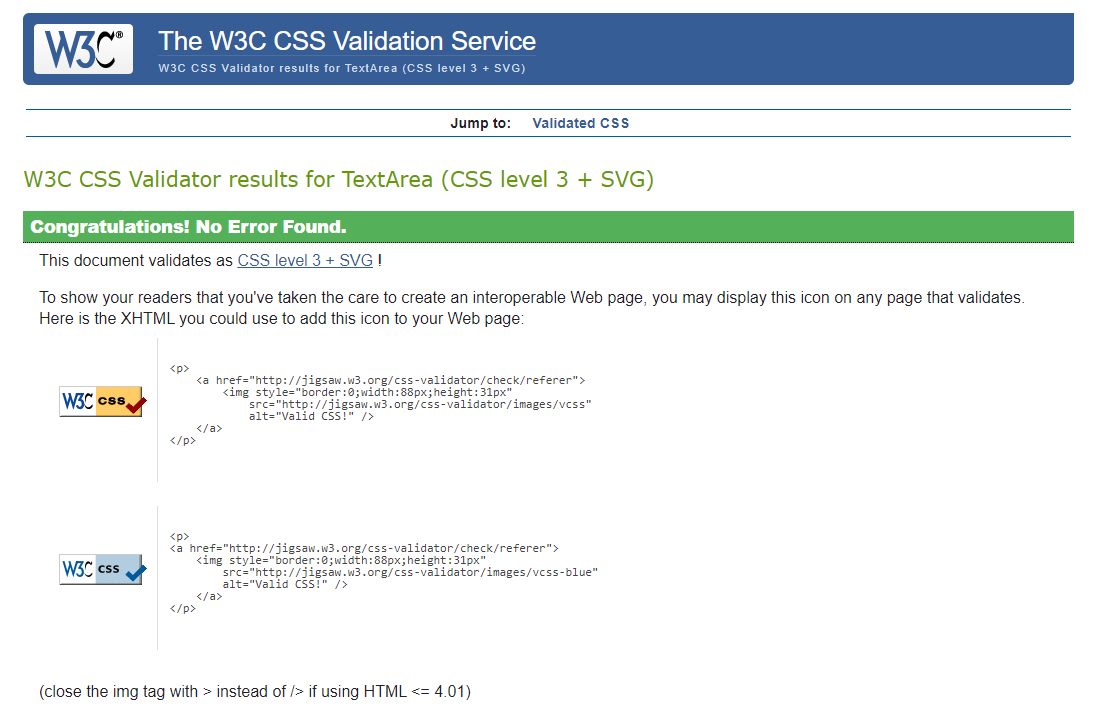 W3C®
The W3C CSS Validation Service
W3C CSS Validator results for TextArea (CSS level 3 + SVG)
Jump to: Validated CSS
W3C CSS Validator results for TextArea (CSS level 3 + SVG)
Congratulations! No Error Found.
This document validates as CSS level 3 + SVG !
To show your readers that you've taken the care to create an interoperable Web page, you may display this icon on any page that validates.
Here is the XHTML you could use to add this icon to your Web page:
W3C css
<p>
    <a href="http://jigsaw.w3.org/css-validator/check/referer">
        <img style="border:0;width:88px;height:31px"
            src="http://jigsaw.w3.org/css-validator/images/vcss"
            alt="Valid CSS!" />
    </a>
</p>
W3C css
<p>
<a href="http://jigsaw.w3.org/css-validator/check/referer">
    <img style="border:0;width:88px;height:31px"
        src="http://jigsaw.w3.org/css-validator/images/vcss-blue"
        alt="Valid CSS!" />
    </a>
</p>
(close the img tag with > instead of /> if using HTML <= 4.01)